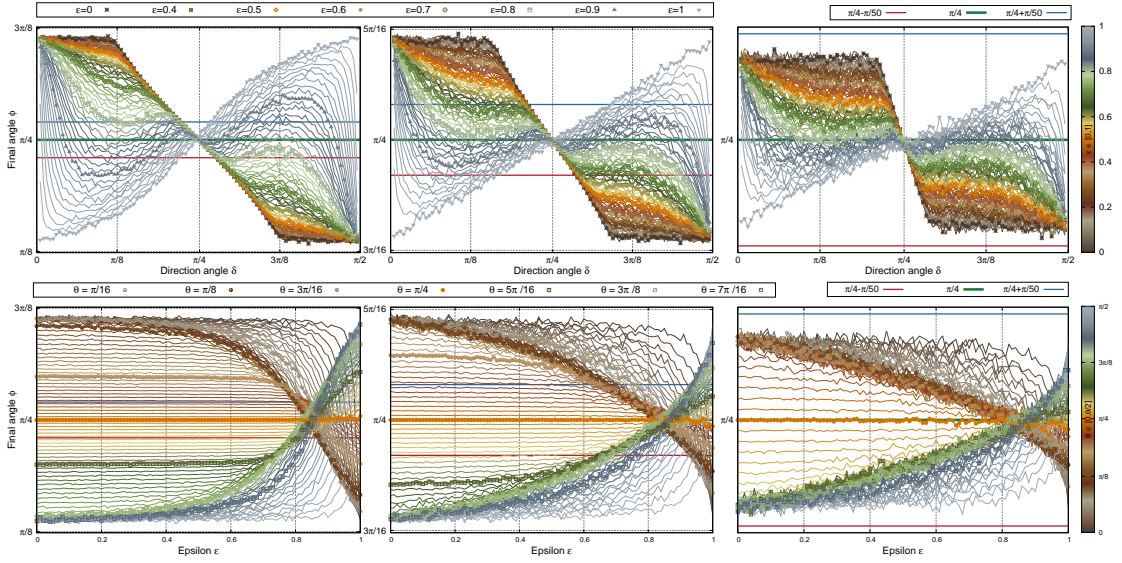 ε=0 ε=0.4 ε=0.5 ε=0.6 ε=0.7 ε=0.8 ε=0.9 ε=1
π/4-π/50 π/4 π/4+π/50
3π/8
π/4
π/8
Final angle ϕ
0 π/8 π/4 3π/8 π/2
Direction angle δ
5π/16
π/4
3π/16
0 π/8 π/4 3π/8 π/2
Direction angle δ
π/4
0 π/8 π/4 3π/8 π/2
Direction angle δ
1
0.8
0.6
0.4
0.2
0
ε ∈ [0,1]
θ = π/16 θ = π/8 θ = 3π/16 θ = π/4 θ = 5π /16 θ = 3π /8 θ = 7π /16
π/4-π/50 π/4 π/4+π/50
3π/8
π/4
π/8
Final angle ϕ
0 0.2 0.4 0.6 0.8 1
Epsilon ε
5π/16
π/4
3π/16
0 0.2 0.4 0.6 0.8 1
Epsilon ε
π/4
0 0.2 0.4 0.6 0.8 1
Epsilon ε
π/2
3π/8
π/4
π/8
0